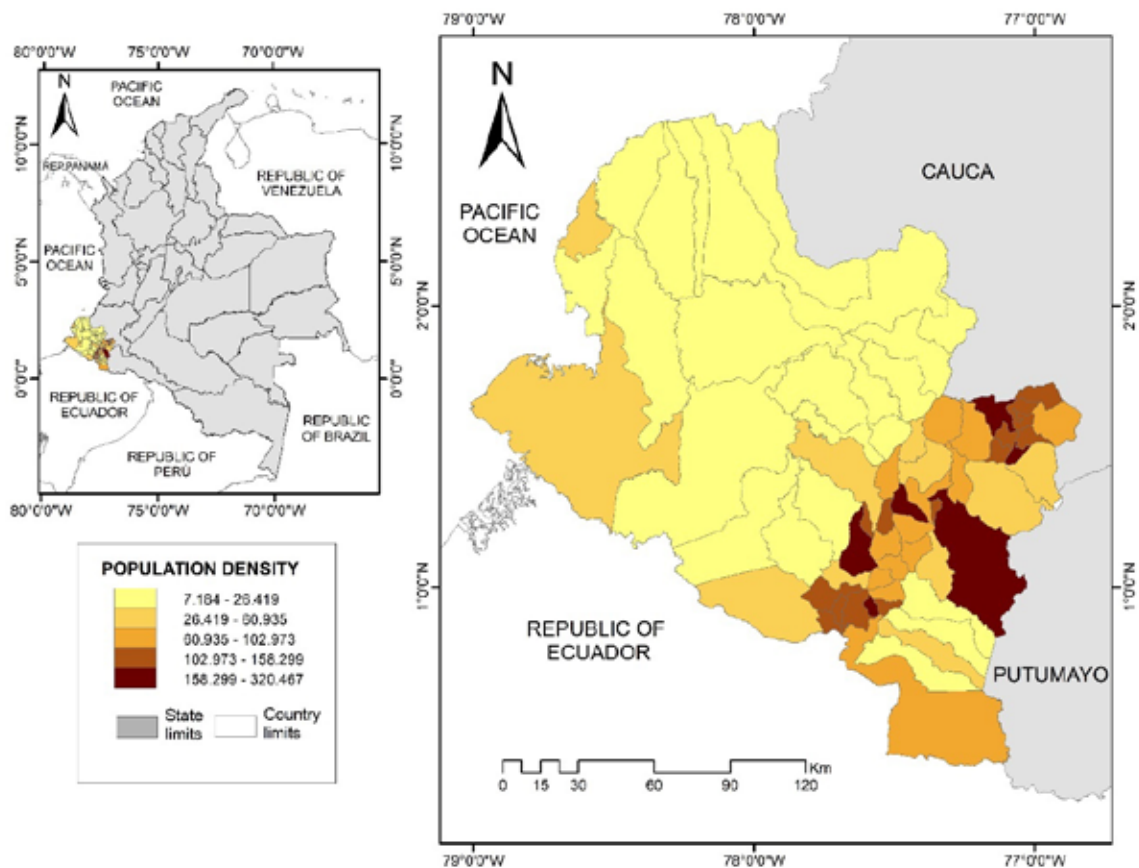 80°0'0"W
75°0'0"W
70°0'0"W
N
PACIFIC
OCEAN
10°0'0"N
10°0'0"N
REP.PANAMÁ
REPUBLIC OF
VENEZUELA
PACIFIC
OCEAN
5°0'0"N
5°0'0"N
0°0'0"
0°0'0"
REPUBLIC OF
ECUADOR
REPUBLIC
OF BRAZIL
REPUBLIC OF
PERÚ
80°0'0"W
75°0'0"W
70°0'0"W
POPULATION DENSITY
7.184 - 26.419
26.419 - 60.935
60.935 - 102.973
102.973 - 158.299
158.299 - 320.467
State
limits
Country
limits
79°0'0"W
78°0'0"W
77°0'0"W
N
CAUCA
PACIFIC
OCEAN
2°0'0"N
2°0'0"N
1°0'0"N
1°0'0"N
REPUBLIC OF
ECUADOR
PUTUMAYO
Km
0 15 30 60 90 120
79°0'0"W
78°0'0"W
77°0'0"W